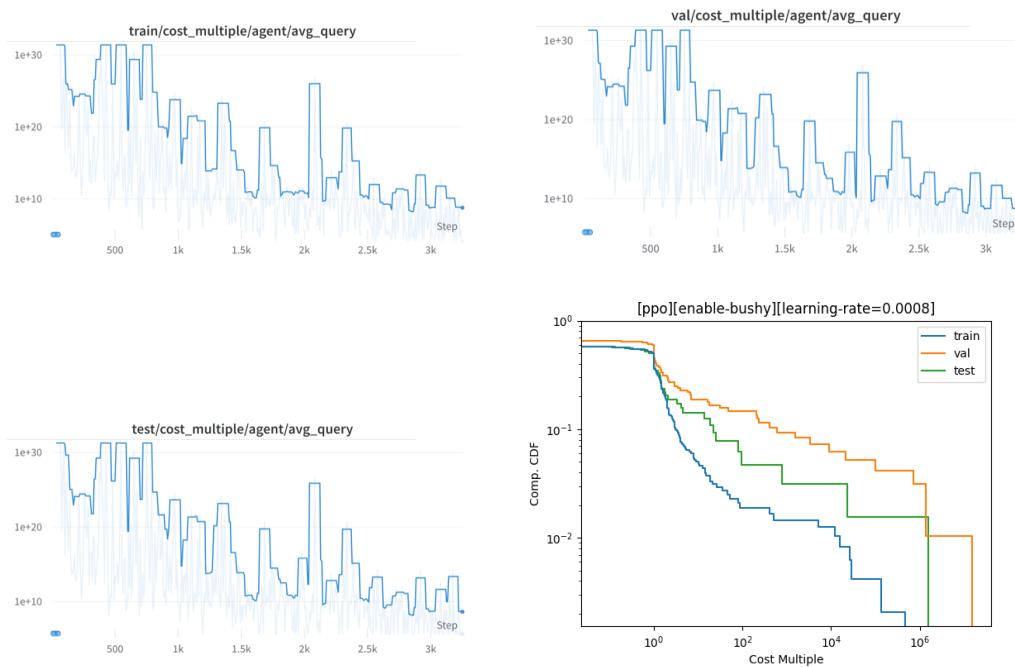 train/cost_multiple/agent/avg_query
1e+30
1e+20
1e+10
Step
500 1k 1.5k 2k 2.5k 3k
val/cost_multiple/agent/avg_query
1e+30
1e+20
1e+10
Step
500 1k 1.5k 2k 2.5k 3k
test/cost_multiple/agent/avg_query
1e+30
1e+20
1e+10
Step
500 1k 1.5k 2k 2.5k 3k
[ppo][enable-bushy][learning-rate=0.0008]
train
val
test
Comp. CDF
10^0
10^-1
10^-2
10^0 10^2 10^4 10^6
Cost Multiple